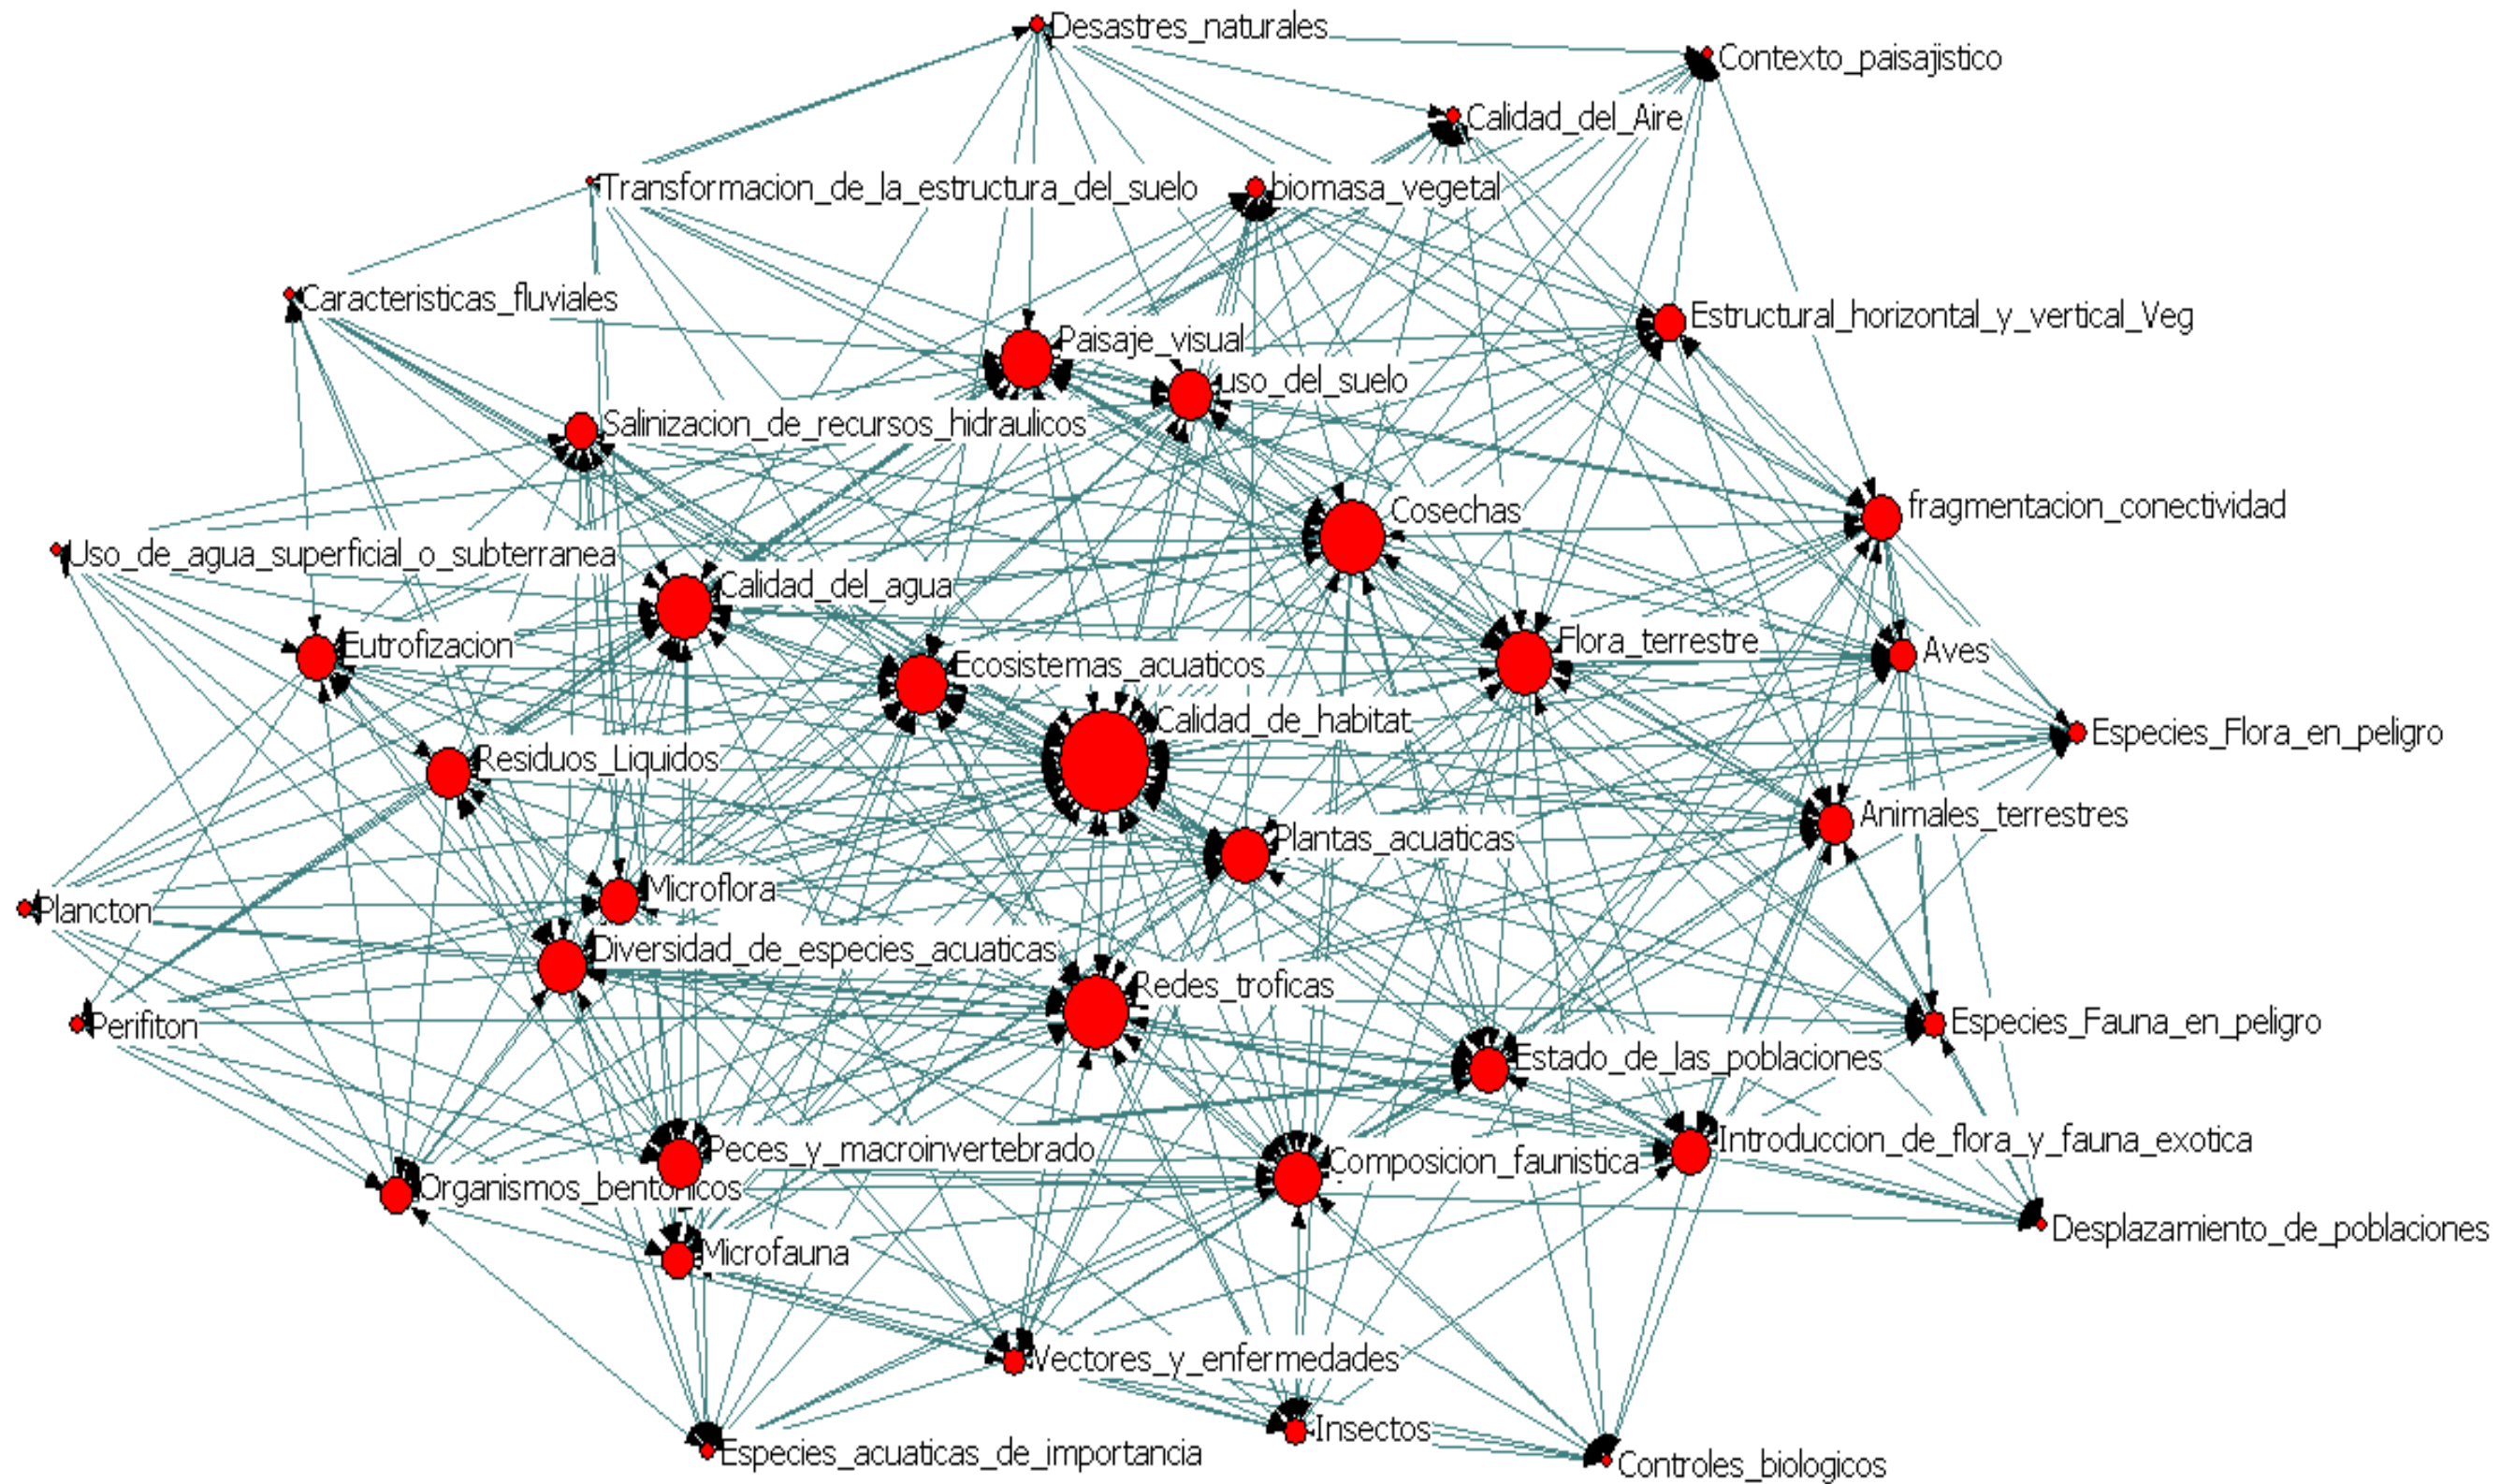 Desastres_naturales
Contexto_paisajistico
Calidad_del_Aire
Transformacion_de_la_estructura_del_suelo
biomasa_vegetal
Caracteristicas_fluviales
Estructural_horizontal_y_vertical_Veg
Paisaje_visual
uso_del_suelo
Salinizacion_de_recursos_hidraulicos
Cosechas
fragmentacion_conectividad
Uso_de_agua_superficial_o_subterranea
Calidad_del_agua
Eutrofizacion
Flora_terrestre
Aves
Ecosistemas_acuaticos
Calidad_de_habitat
Especies_Flora_en_peligro
Residuos_Liquidos
Animales_terrestres
Plantas_acuaticas
Microflora
Plancton
Diversidad_de_especies_acuaticas
Redes_troficas
Perifiton
Especies_Fauna_en_peligro
Estado_de_las_poblaciones
Introduccion_de_flora_y_fauna_exotica
Peces_y_macroinvertebrado
Composicion_faunistica
Organismos_bentonicos
Desplazamiento_de_poblaciones
Microfauna
Vectores_y_enfermedades
Insectos
Especies_acuaticas_de_importancia
Controles_biologicos